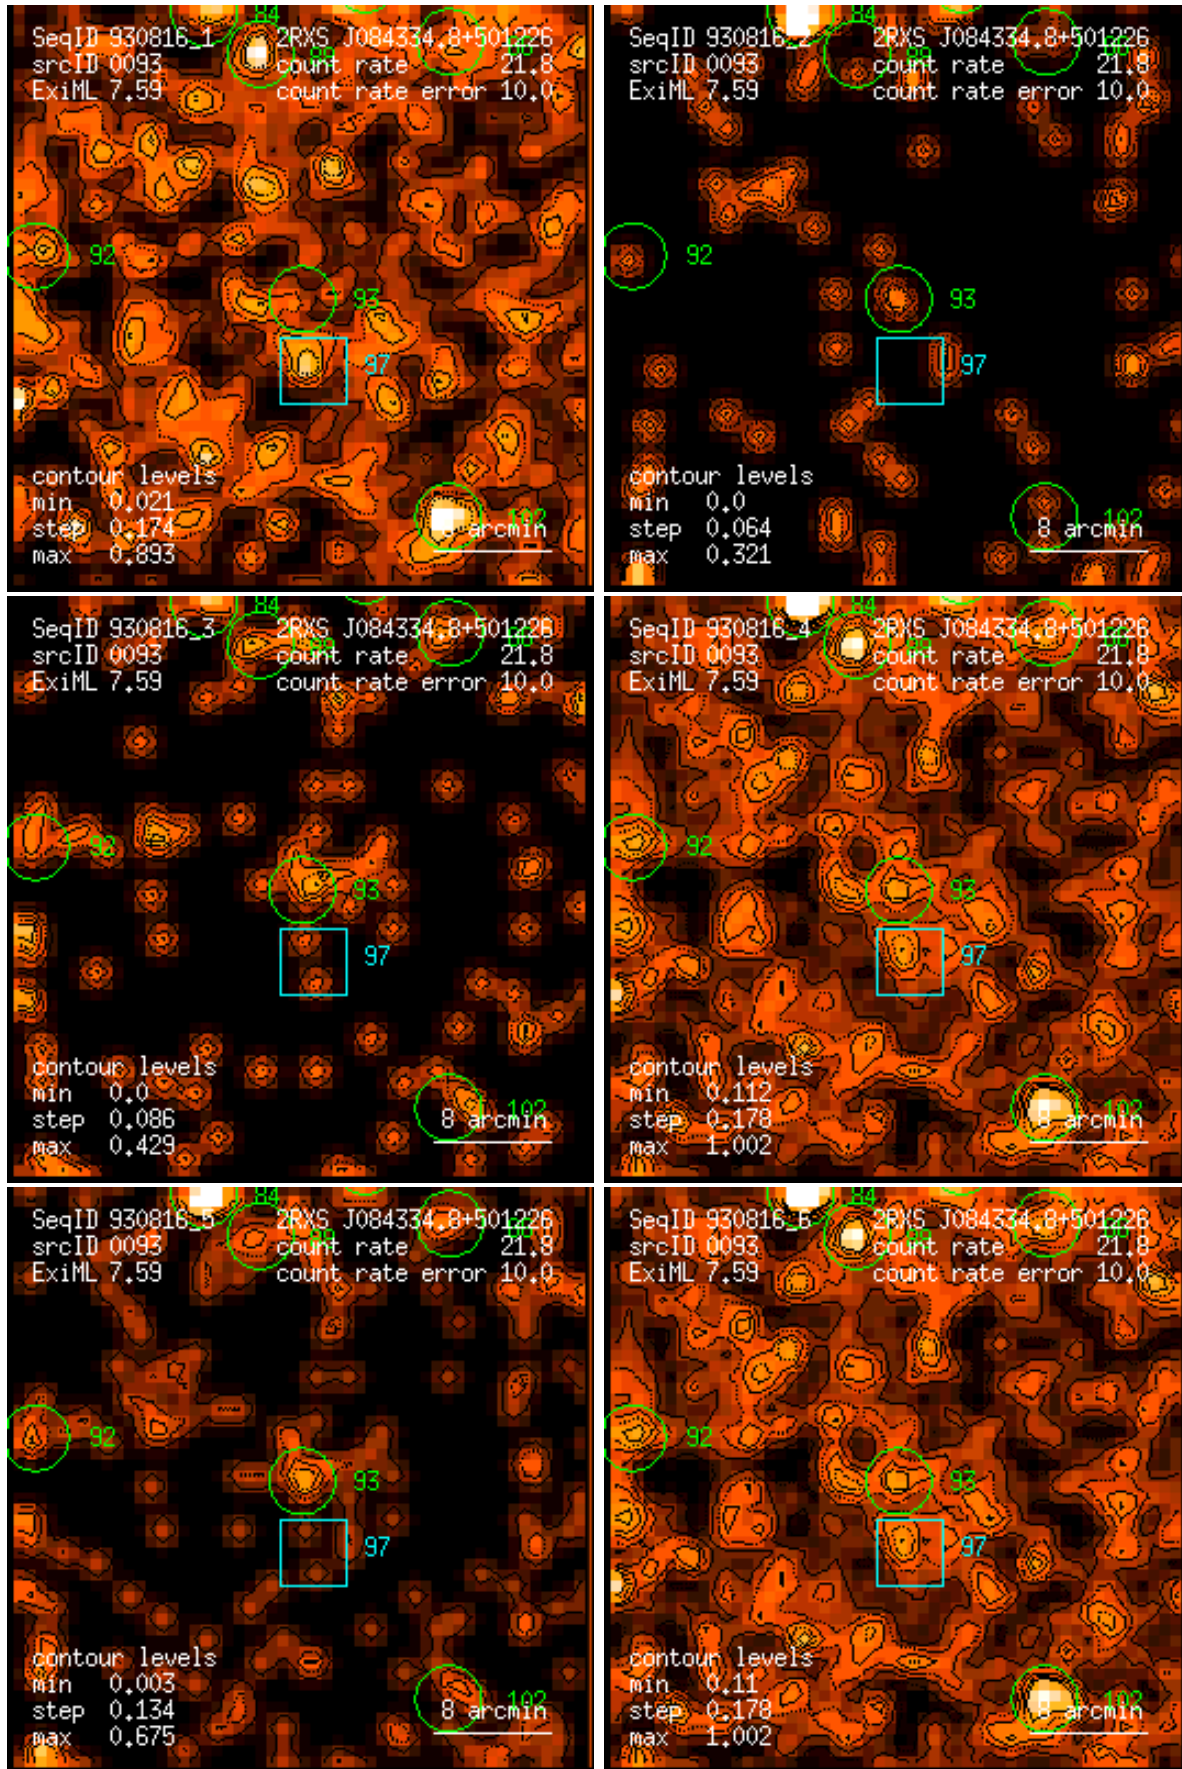 84
SeqID 930816_1 2RXS J084334.8+501226
srcID 0093 count rate 21.8
ExiML 7.59 count rate error 10.0
92
93
97
contour levels
min 0.021
step 0.174
max 0.893
102
8 arcmin
84
SeqID 930816_2 2RXS J084334.8+501226
srcID 0093 count rate 21.8
ExiML 7.59 count rate error 10.0
92
93
97
contour levels
min 0.0
step 0.064
max 0.321
102
8 arcmin
84
SeqID 930816_3 2RXS J084334.8+501226
srcID 0093 count rate 21.8
ExiML 7.59 count rate error 10.0
92
93
97
contour levels
min 0.0
step 0.086
max 0.429
102
8 arcmin
84
SeqID 930816_4 2RXS J084334.8+501226
srcID 0093 count rate 21.8
ExiML 7.59 count rate error 10.0
92
93
97
contour levels
min 0.112
step 0.178
max 1.002
102
8 arcmin
84
SeqID 930816_5 2RXS J084334.8+501226
srcID 0093 count rate 21.8
ExiML 7.59 count rate error 10.0
92
93
97
contour levels
min 0.003
step 0.134
max 0.675
102
8 arcmin
84
SeqID 930816_6 2RXS J084334.8+501226
srcID 0093 count rate 21.8
ExiML 7.59 count rate error 10.0
92
93
97
contour levels
min 0.11
step 0.178
max 1.002
102
8 arcmin